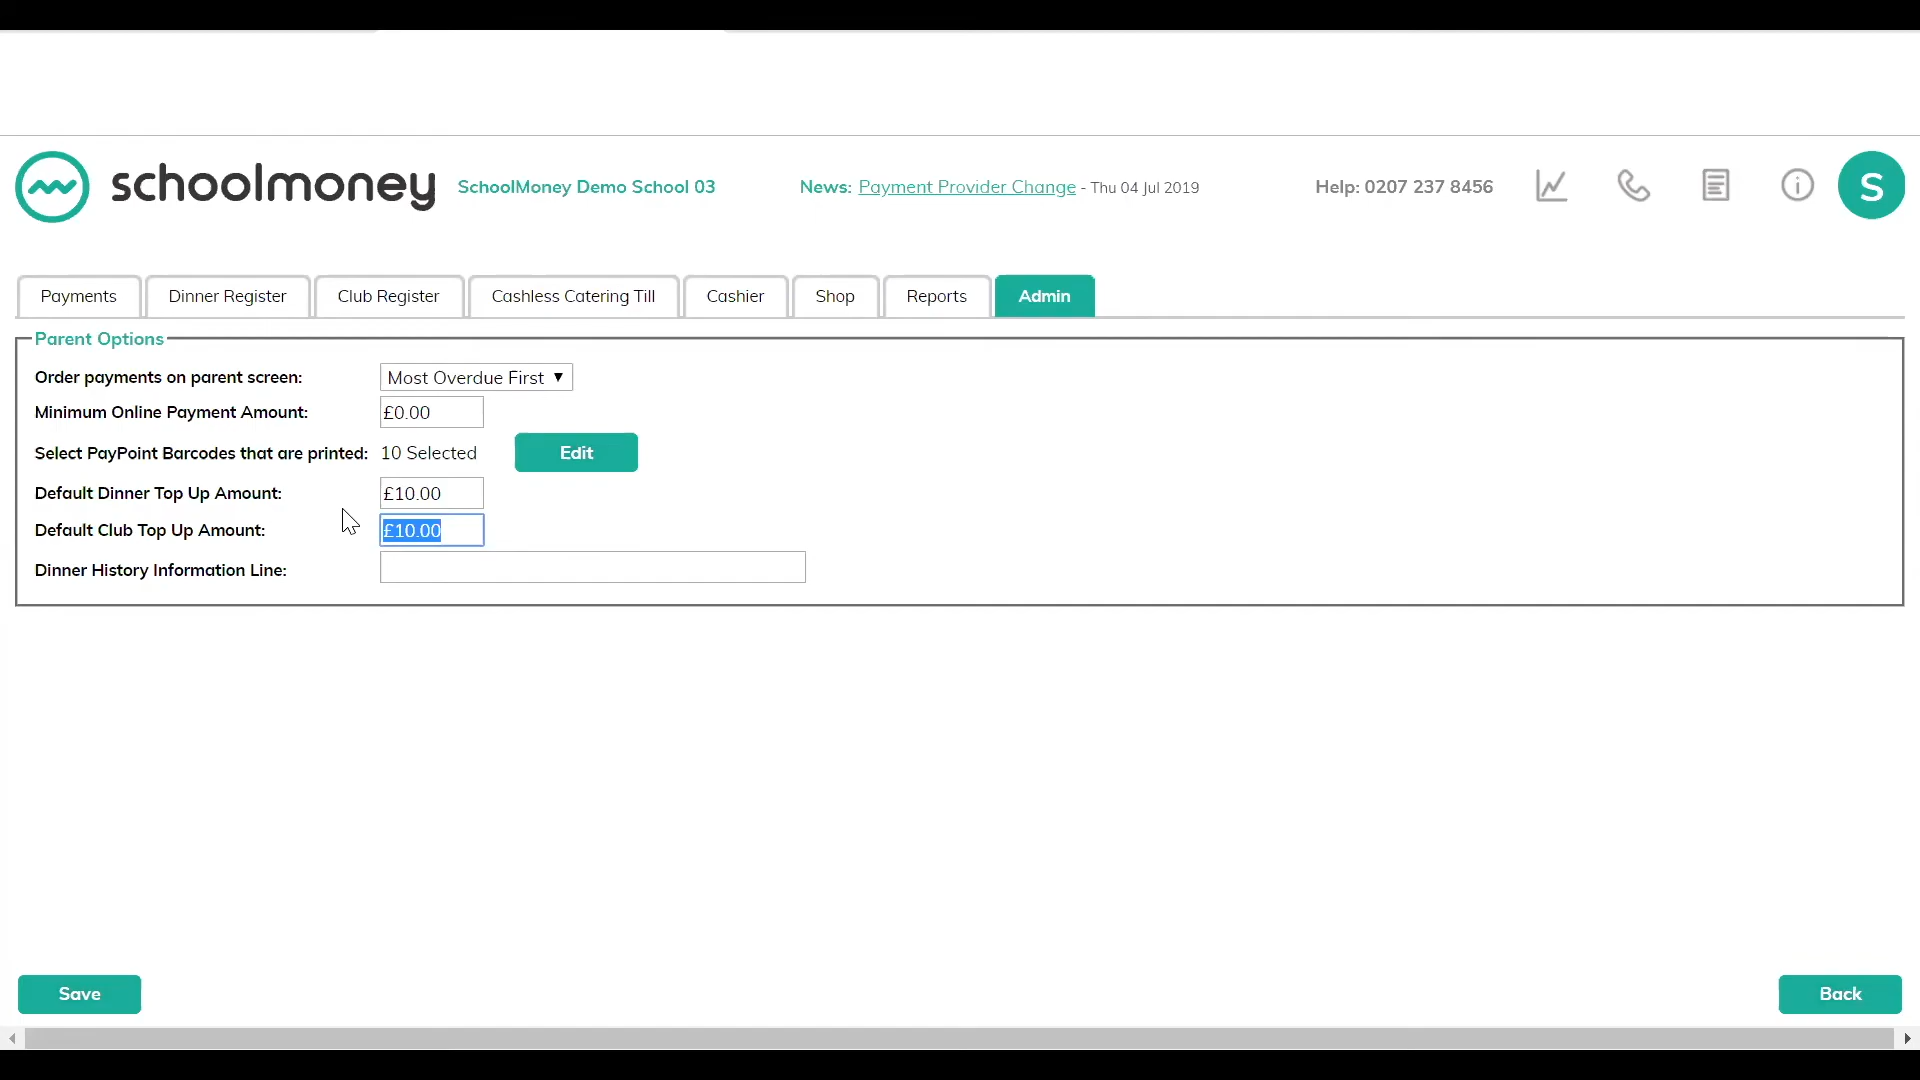 schoolmoney SchoolMoney Demo School 03 News: Payment Provider Change - Thu 04 Jul 2019 Help: 0207 237 8456 S
Payments Dinner Register Club Register Cashless Catering Till Cashier Shop Reports Admin
Parent Options
Order payments on parent screen: Most Overdue First
Minimum Online Payment Amount: £0.00
Select PayPoint Barcodes that are printed: 10 Selected Edit
Default Dinner Top Up Amount: £10.00
Default Club Top Up Amount: £10.00
Dinner History Information Line:
Save Back